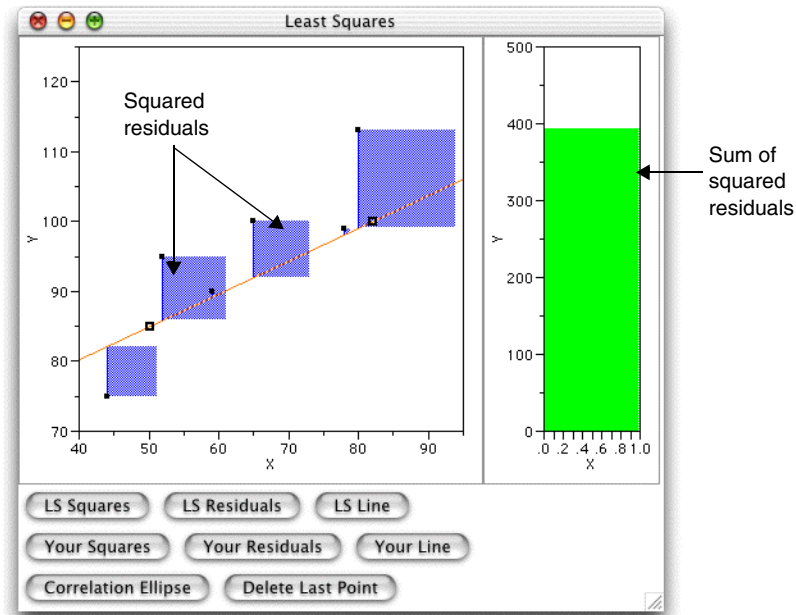 Least Squares
120
110
100
90
80
70
Y
40 50 60 70 80 90
X
Squared
residuals
500
400
300
200
100
0
Y
.0 .2 .4 .6 .8 1.0
X
Sum of
squared
residuals
LS Squares LS Residuals LS Line
Your Squares Your Residuals Your Line
Correlation Ellipse Delete Last Point